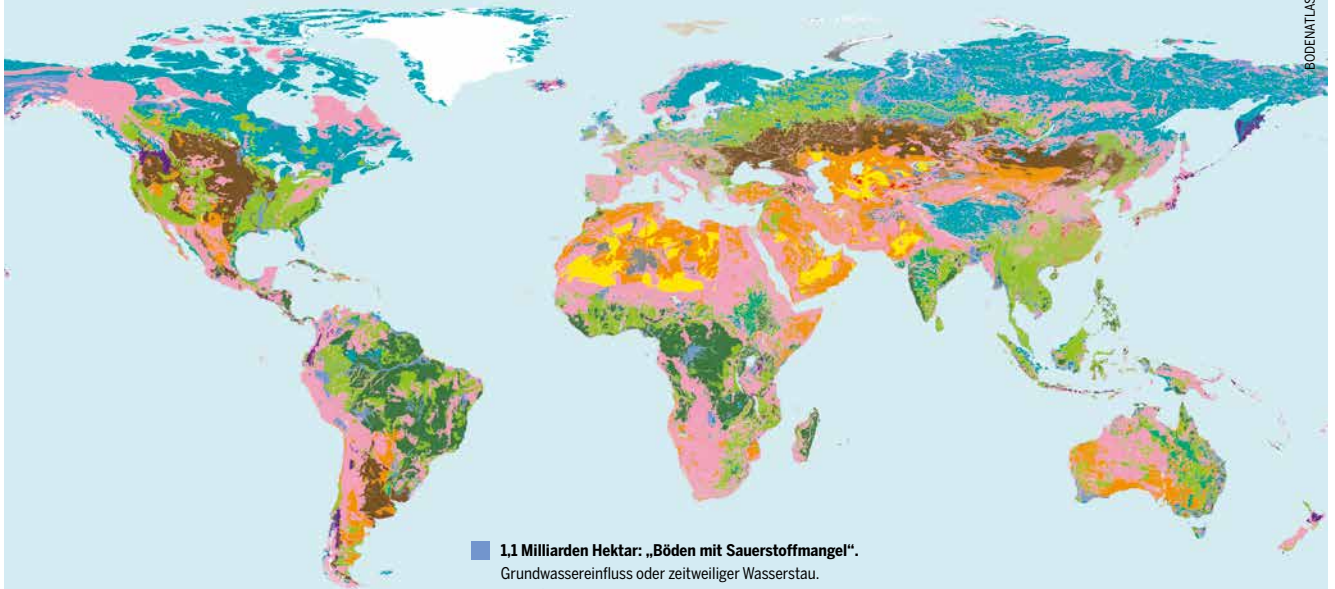 BODENATLAS
1,1 Milliarden Hektar: „Böden mit Sauerstoffmangel“.
Grundwassereinfluss oder zeitweiliger Wasserstau.